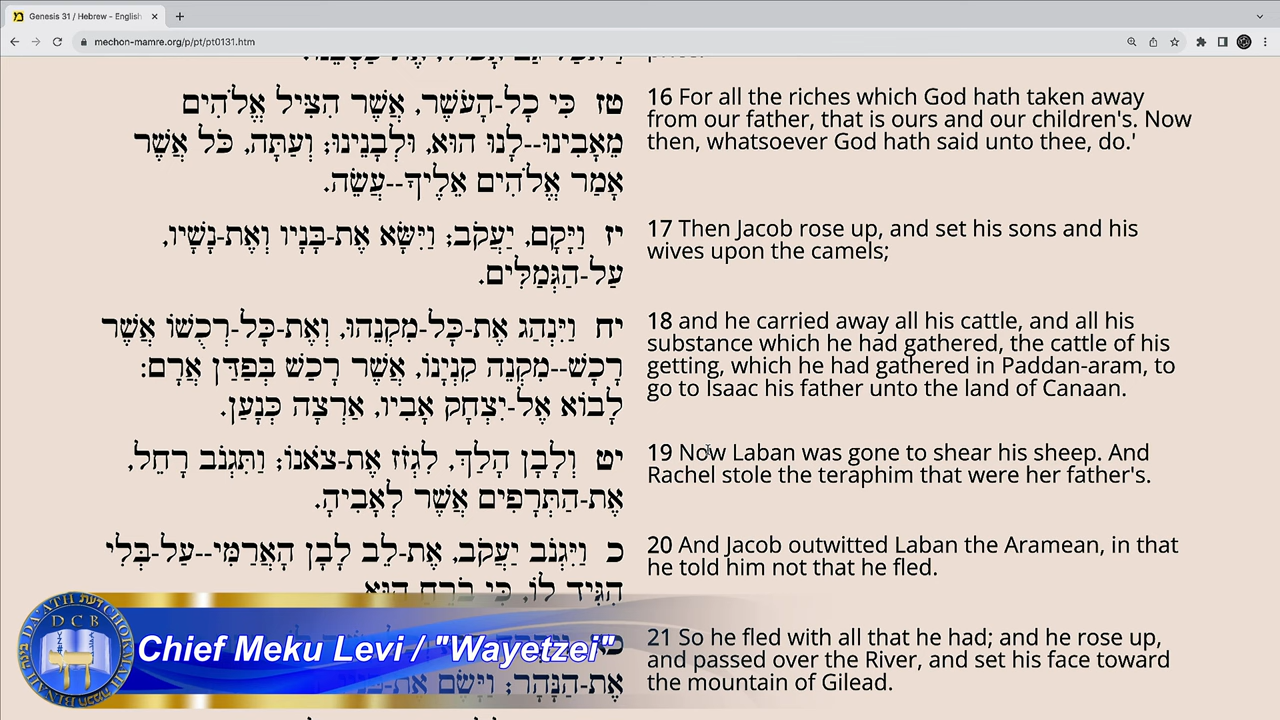 Genesis 31 / Hebrew - English
mechon-mamre.org/p/pt/pt0131.htm
טז כִּי כָל-הָעֹשֶׁר, אֲשֶׁר הִצִּיל אֱלֹהִים
מֵאָבִינוּ--לָנוּ הוּא, וּלְבָנֵינוּ; וְעַתָּה, כֹּל אֲשֶׁר
אָמַר אֱלֹהִים אֵלֶיךָ--עֲשֵׂה.
16 For all the riches which God hath taken away
from our father, that is ours and our children's. Now
then, whatsoever God hath said unto thee, do.'
יז וַיָּקָם, יַעֲקֹב; וַיִּשָּׂא אֶת-בָּנָיו וְאֶת-נָשָׁיו,
עַל-הַגְּמַלִּים.
17 Then Jacob rose up, and set his sons and his
wives upon the camels;
יח וַיִּנְהַג אֶת-כָּל-מִקְנֵהוּ, וְאֶת-כָּל-רְכֻשׁוֹ אֲשֶׁר
רָכָשׁ--מִקְנֵה קִנְיָנוֹ, אֲשֶׁר רָכַשׁ בְּפַדַּן אֲרָם:
לָבוֹא אֶל-יִצְחָק אָבִיו, אַרְצָה כְּנָעַן.
18 and he carried away all his cattle, and all his
substance which he had gathered, the cattle of his
getting, which he had gathered in Paddan-aram, to
go to Isaac his father unto the land of Canaan.
יט וְלָבָן הָלַךְ, לִגְזֹז אֶת-צֹאנוֹ; וַתִּגְנֹב רָחֵל,
אֶת-הַתְּרָפִים אֲשֶׁר לְאָבִיהָ.
19 Now Laban was gone to shear his sheep. And
Rachel stole the teraphim that were her father's.
כ וַיִּגְנֹב יַעֲקֹב, אֶת-לֵב לָבָן הָאֲרַמִּי--עַל-בְּלִי
הִגִּיד לוֹ, כִּי בֹרֵחַ הוּא
20 And Jacob outwitted Laban the Aramean, in that
he told him not that he fled.
אֶת-הַנָּהָר; וַיָּשֶׂם אֶת-פָּנָיו
21 So he fled with all that he had; and he rose up,
and passed over the River, and set his face toward
the mountain of Gilead.
DCB
Chief Meku Levi / "Wayetzei"